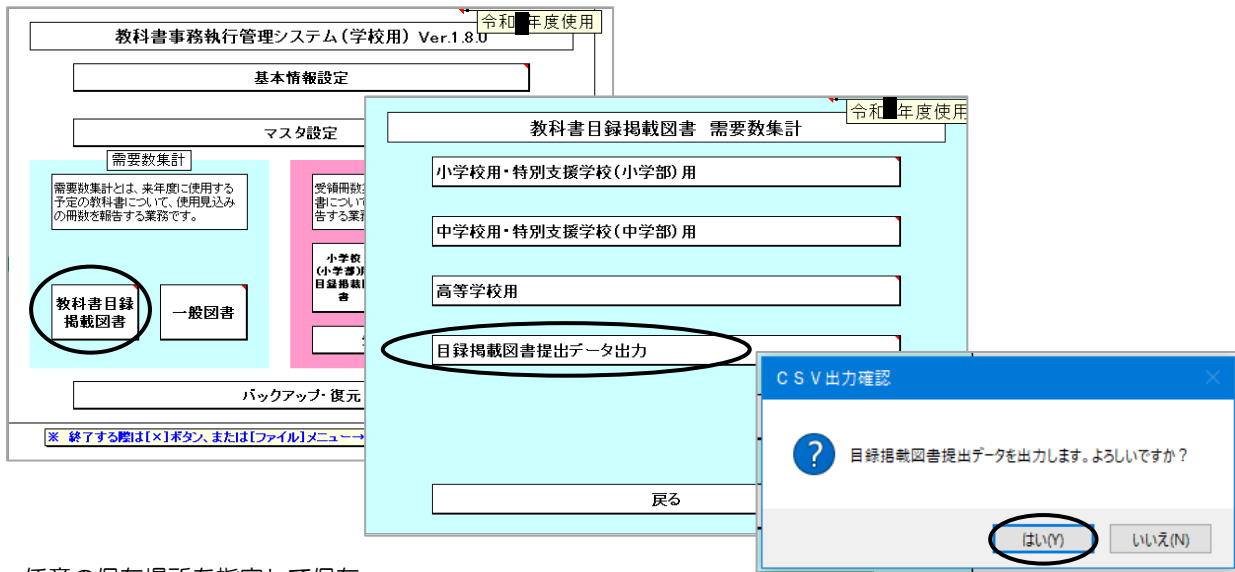 令和 年度使用
教科書事務執行管理システム(学校用) Ver.1.8.0
基本情報設定
マスタ設定
需要数集計
需要数集計とは、来年度に使用する
予定の教科書について、使用見込み
の冊数を報告する業務です。
受領冊数
書につい
告する業
小学校
(小学部)
目録掲載
書
教科書目録
掲載図書
一般図書
バックアップ・復元
※ 終了する際は[×]ボタン、または[ファイル]メニュー→
令和 年度使用
教科書目録掲載図書 需要数集計
小学校用・特別支援学校(小学部)用
中学校用・特別支援学校(中学部)用
高等学校用
目録掲載図書提出データ出力
戻る
CSV出力確認
目録掲載図書提出データを出力します。よろしいですか?
はい(Y)
いいえ(N)